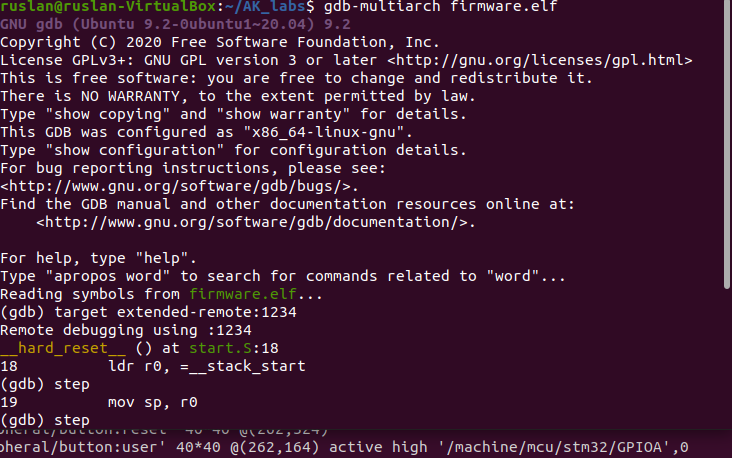 ruslan@ruslan-VirtualBox:~/AK_labs$ gdb-multiarch firmware.elf
GNU gdb (Ubuntu 9.2-0ubuntu1~20.04) 9.2
Copyright (C) 2020 Free Software Foundation, Inc.
License GPLv3+: GNU GPL version 3 or later <http://gnu.org/licenses/gpl.html>
This is free software: you are free to change and redistribute it.
There is NO WARRANTY, to the extent permitted by law.
Type "show copying" and "show warranty" for details.
This GDB was configured as "x86_64-linux-gnu".
Type "show configuration" for configuration details.
For bug reporting instructions, please see:
<http://www.gnu.org/software/gdb/bugs/>.
Find the GDB manual and other documentation resources online at:
    <http://www.gnu.org/software/gdb/documentation/>.

For help, type "help".
Type "apropos word" to search for commands related to "word"...
Reading symbols from firmware.elf...
(gdb) target extended-remote:1234
Remote debugging using :1234
__hard_reset__ () at start.S:18
18	    ldr r0, =__stack_start
(gdb) step
19	    mov sp, r0
(gdb) step
pheral/button:reset' 40*40 @(262,324)
pheral/button:user' 40*40 @(262,164) active high '/machine/mcu/stm32/GPIOA',0